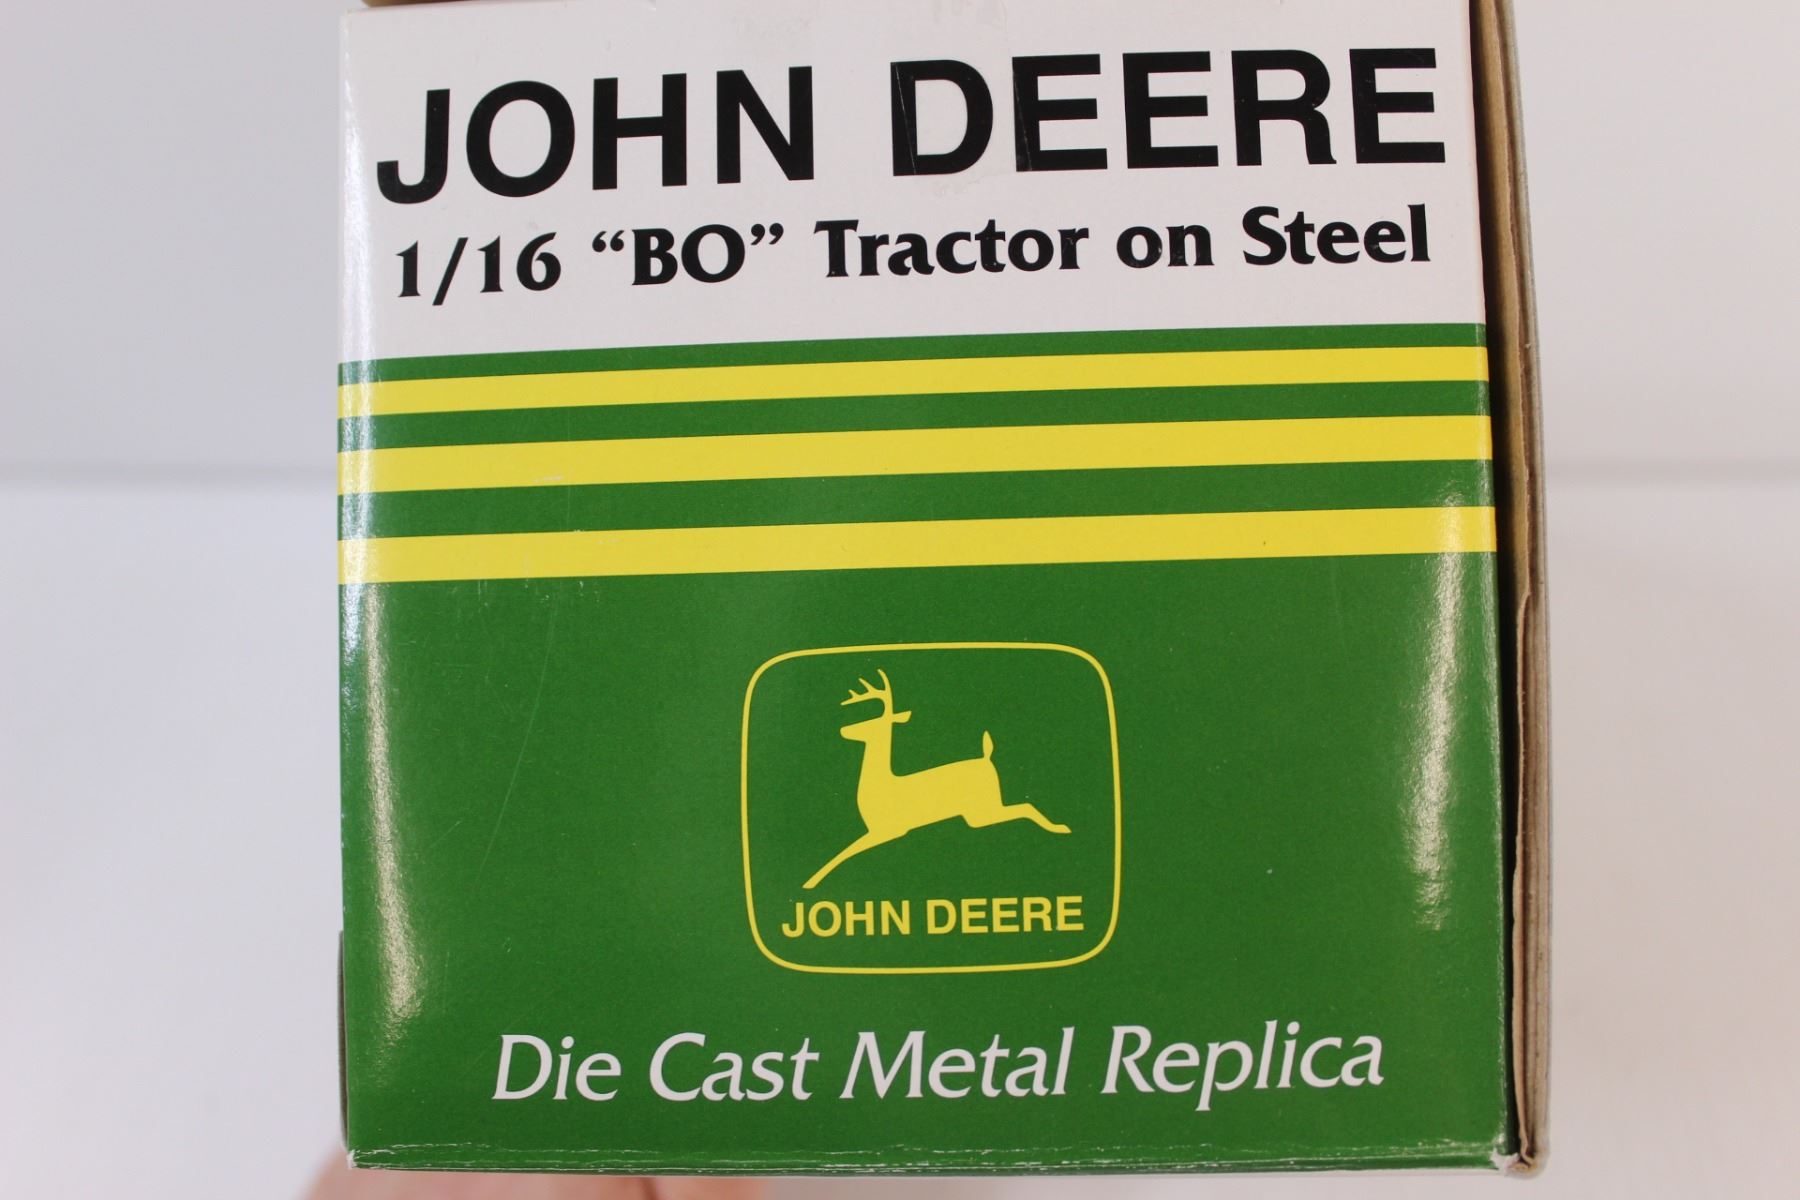 JOHN DEERE
1/16 “BO” Tractor on Steel
JOHN DEERE
Die Cast Metal Replica